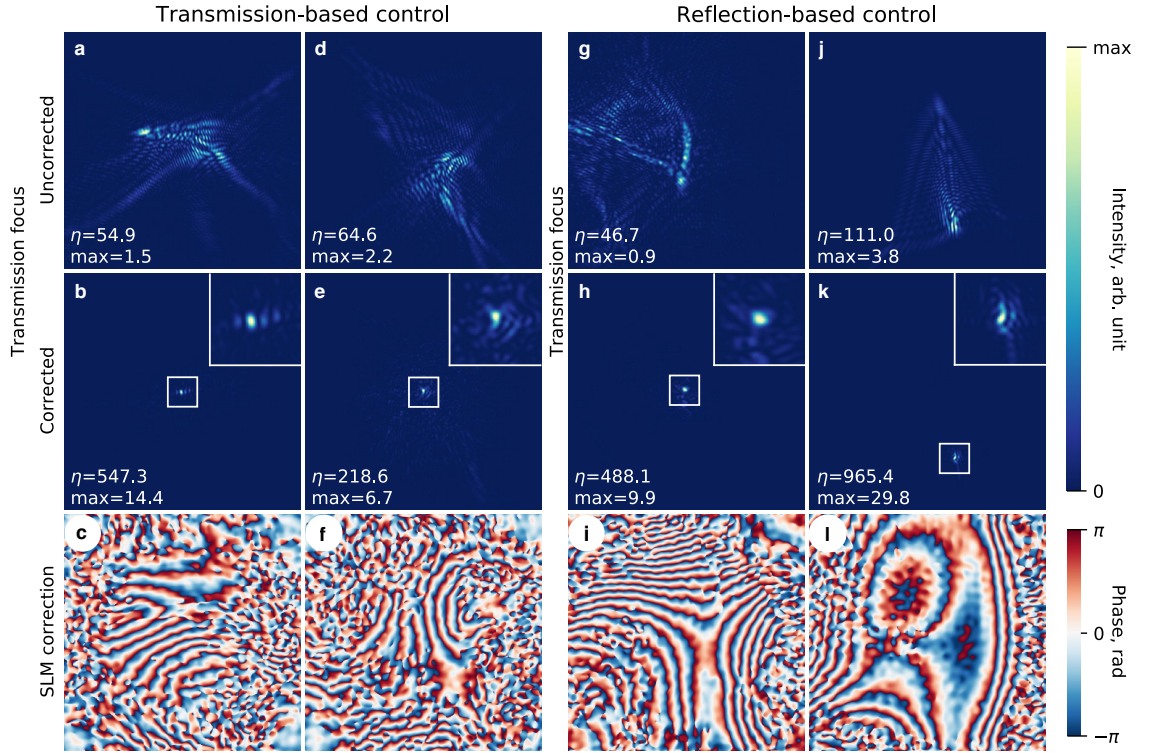 Transmission-based control
Reflection-based control
Transmission focus
Uncorrected
a
η=54.9
max=1.5
d
η=64.6
max=2.2
Transmission focus
g
η=46.7
max=0.9
j
η=111.0
max=3.8
Corrected
b
η=547.3
max=14.4
e
η=218.6
max=6.7
h
η=488.1
max=9.9
k
η=965.4
max=29.8
max
Intensity, arb. unit
0
SLM correction
c
f
i
l
π
Phase, rad
0
−π